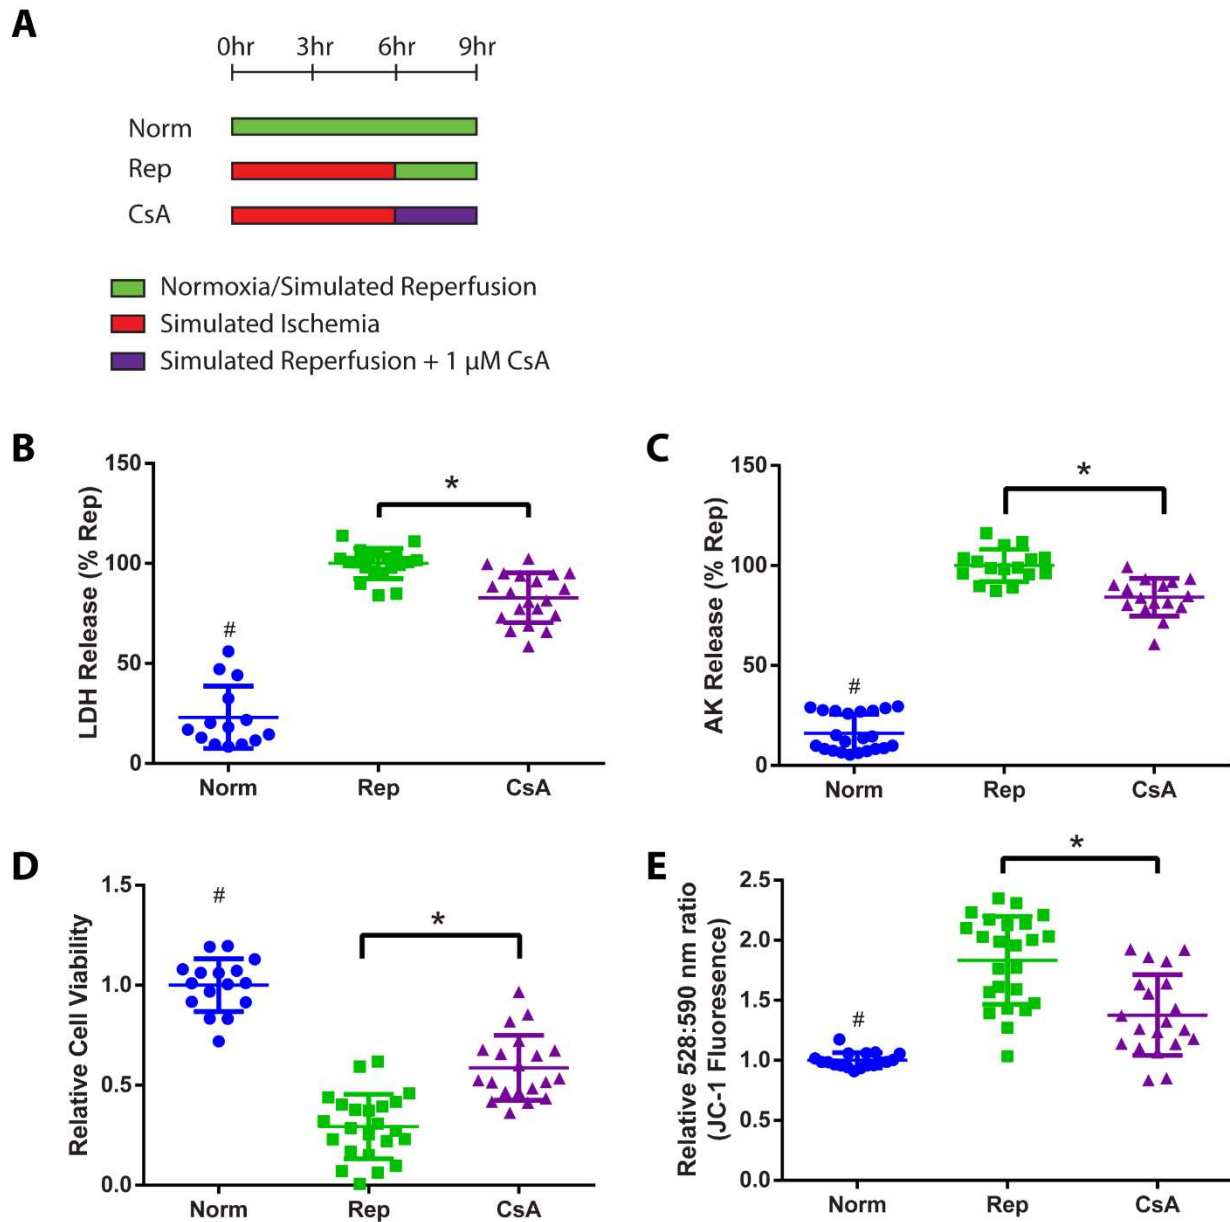 A
0hr 3hr 6hr 9hr
Norm
Rep
CsA
Normoxia/Simulated Reperfusion
Simulated Ischemia
Simulated Reperfusion + 1 µM CsA
B
LDH Release (% Rep)
150
100
50
0
#
*
Norm Rep CsA
C
AK Release (% Rep)
150
100
50
0
#
*
Norm Rep CsA
D
Relative Cell Viability
1.5
1.0
0.5
0.0
#
*
Norm Rep CsA
E
Relative 528:590 nm ratio
(JC-1 Fluoresence)
2.5
2.0
1.5
1.0
0.5
0.0
#
*
Norm Rep CsA